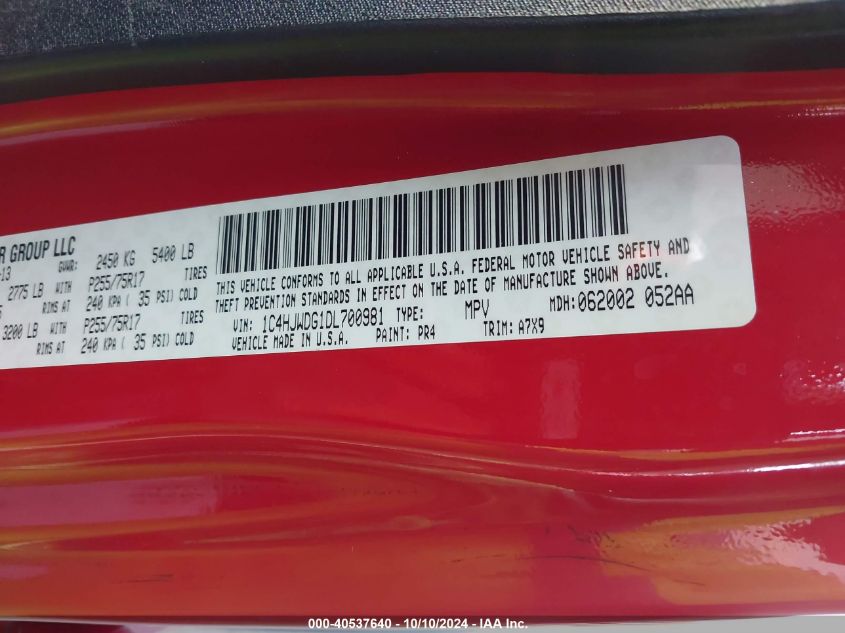 R GROUP LLC
-13 GVWR: 2450 KG 5400 LB
2775 LB WITH P255/75R17 TIRES
RIMS AT 240 KPA ( 35 PSI) COLD
3200 LB WITH P255/75R17 TIRES
RIMS AT 240 KPA ( 35 PSI) COLD
THIS VEHICLE CONFORMS TO ALL APPLICABLE U.S.A. FEDERAL MOTOR VEHICLE SAFETY AND
THEFT PREVENTION STANDARDS IN EFFECT ON THE DATE OF MANUFACTURE SHOWN ABOVE.
VIN: 1C4HJWDG1DL700981 TYPE: MPV MDH: 062002 052AA
VEHICLE MADE IN U.S.A. PAINT: PR4 TRIM: A7X9
000-40537640 - 10/10/2024 - IAA Inc.